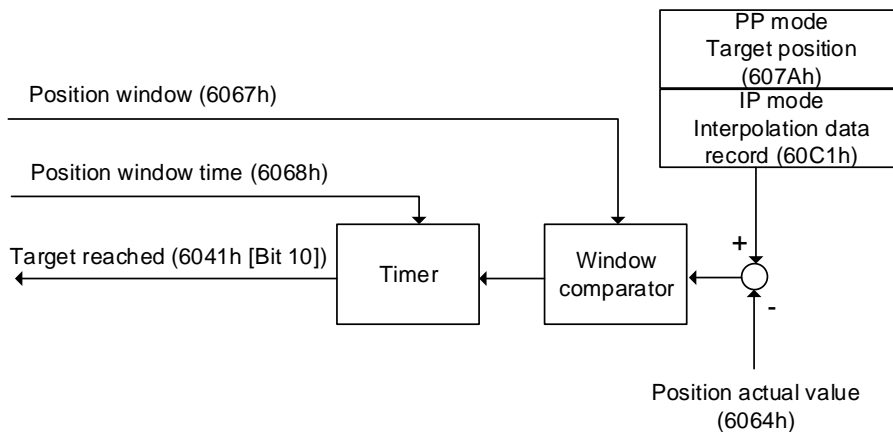 PP mode
Target position
(607Ah)
IP mode
Interpolation data
record (60C1h)
Position window (6067h)
Position window time (6068h)
Target reached (6041h [Bit 10])
Timer
Window
comparator
+
-
Position actual value
(6064h)